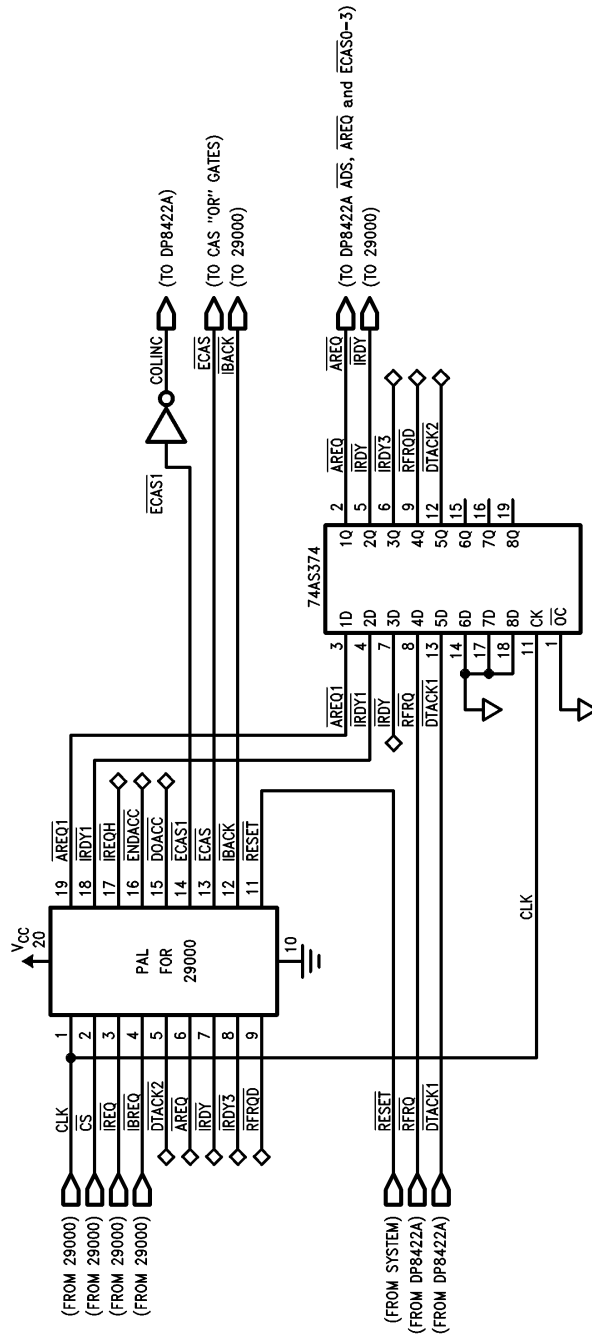 VCC
20
(FROM 29000) CLK 1
(FROM 29000) CS 2
(FROM 29000) IREQ 3
(FROM 29000) IBREQ 4
DTACK2 5
AREQ 6
IRDY 7
IRDY3 8
RFRQD 9
PAL
FOR
29000
10
19 AREQ1
18 IRDY1
17 IREQH
16 ENDACC
15 DOACC
14 ECAS1
13 ECAS
12 IBACK
11 RESET
ECAS1
COLINC (TO DP8422A)
ECAS (TO CAS "OR" GATES)
IBACK (TO 29000)
(FROM SYSTEM) RESET
(FROM DP8422A) RFRQ
(FROM DP8422A) DTACK1
CLK
74AS374
AREQ1 3 1D
IRDY1 4 2D
IRDY 7 3D
RFRQ 8 4D
DTACK1 13 5D
14 6D
17 7D
18 8D
11 CK
1 OC
1Q 2 AREQ AREQ (TO DP8422A ADS, AREQ and ECAS0-3)
2Q 5 IRDY IRDY (TO 29000)
3Q 6 IRDY3
4Q 9 RFRQD
5Q 12 DTACK2
6Q 15
7Q 16
8Q 19